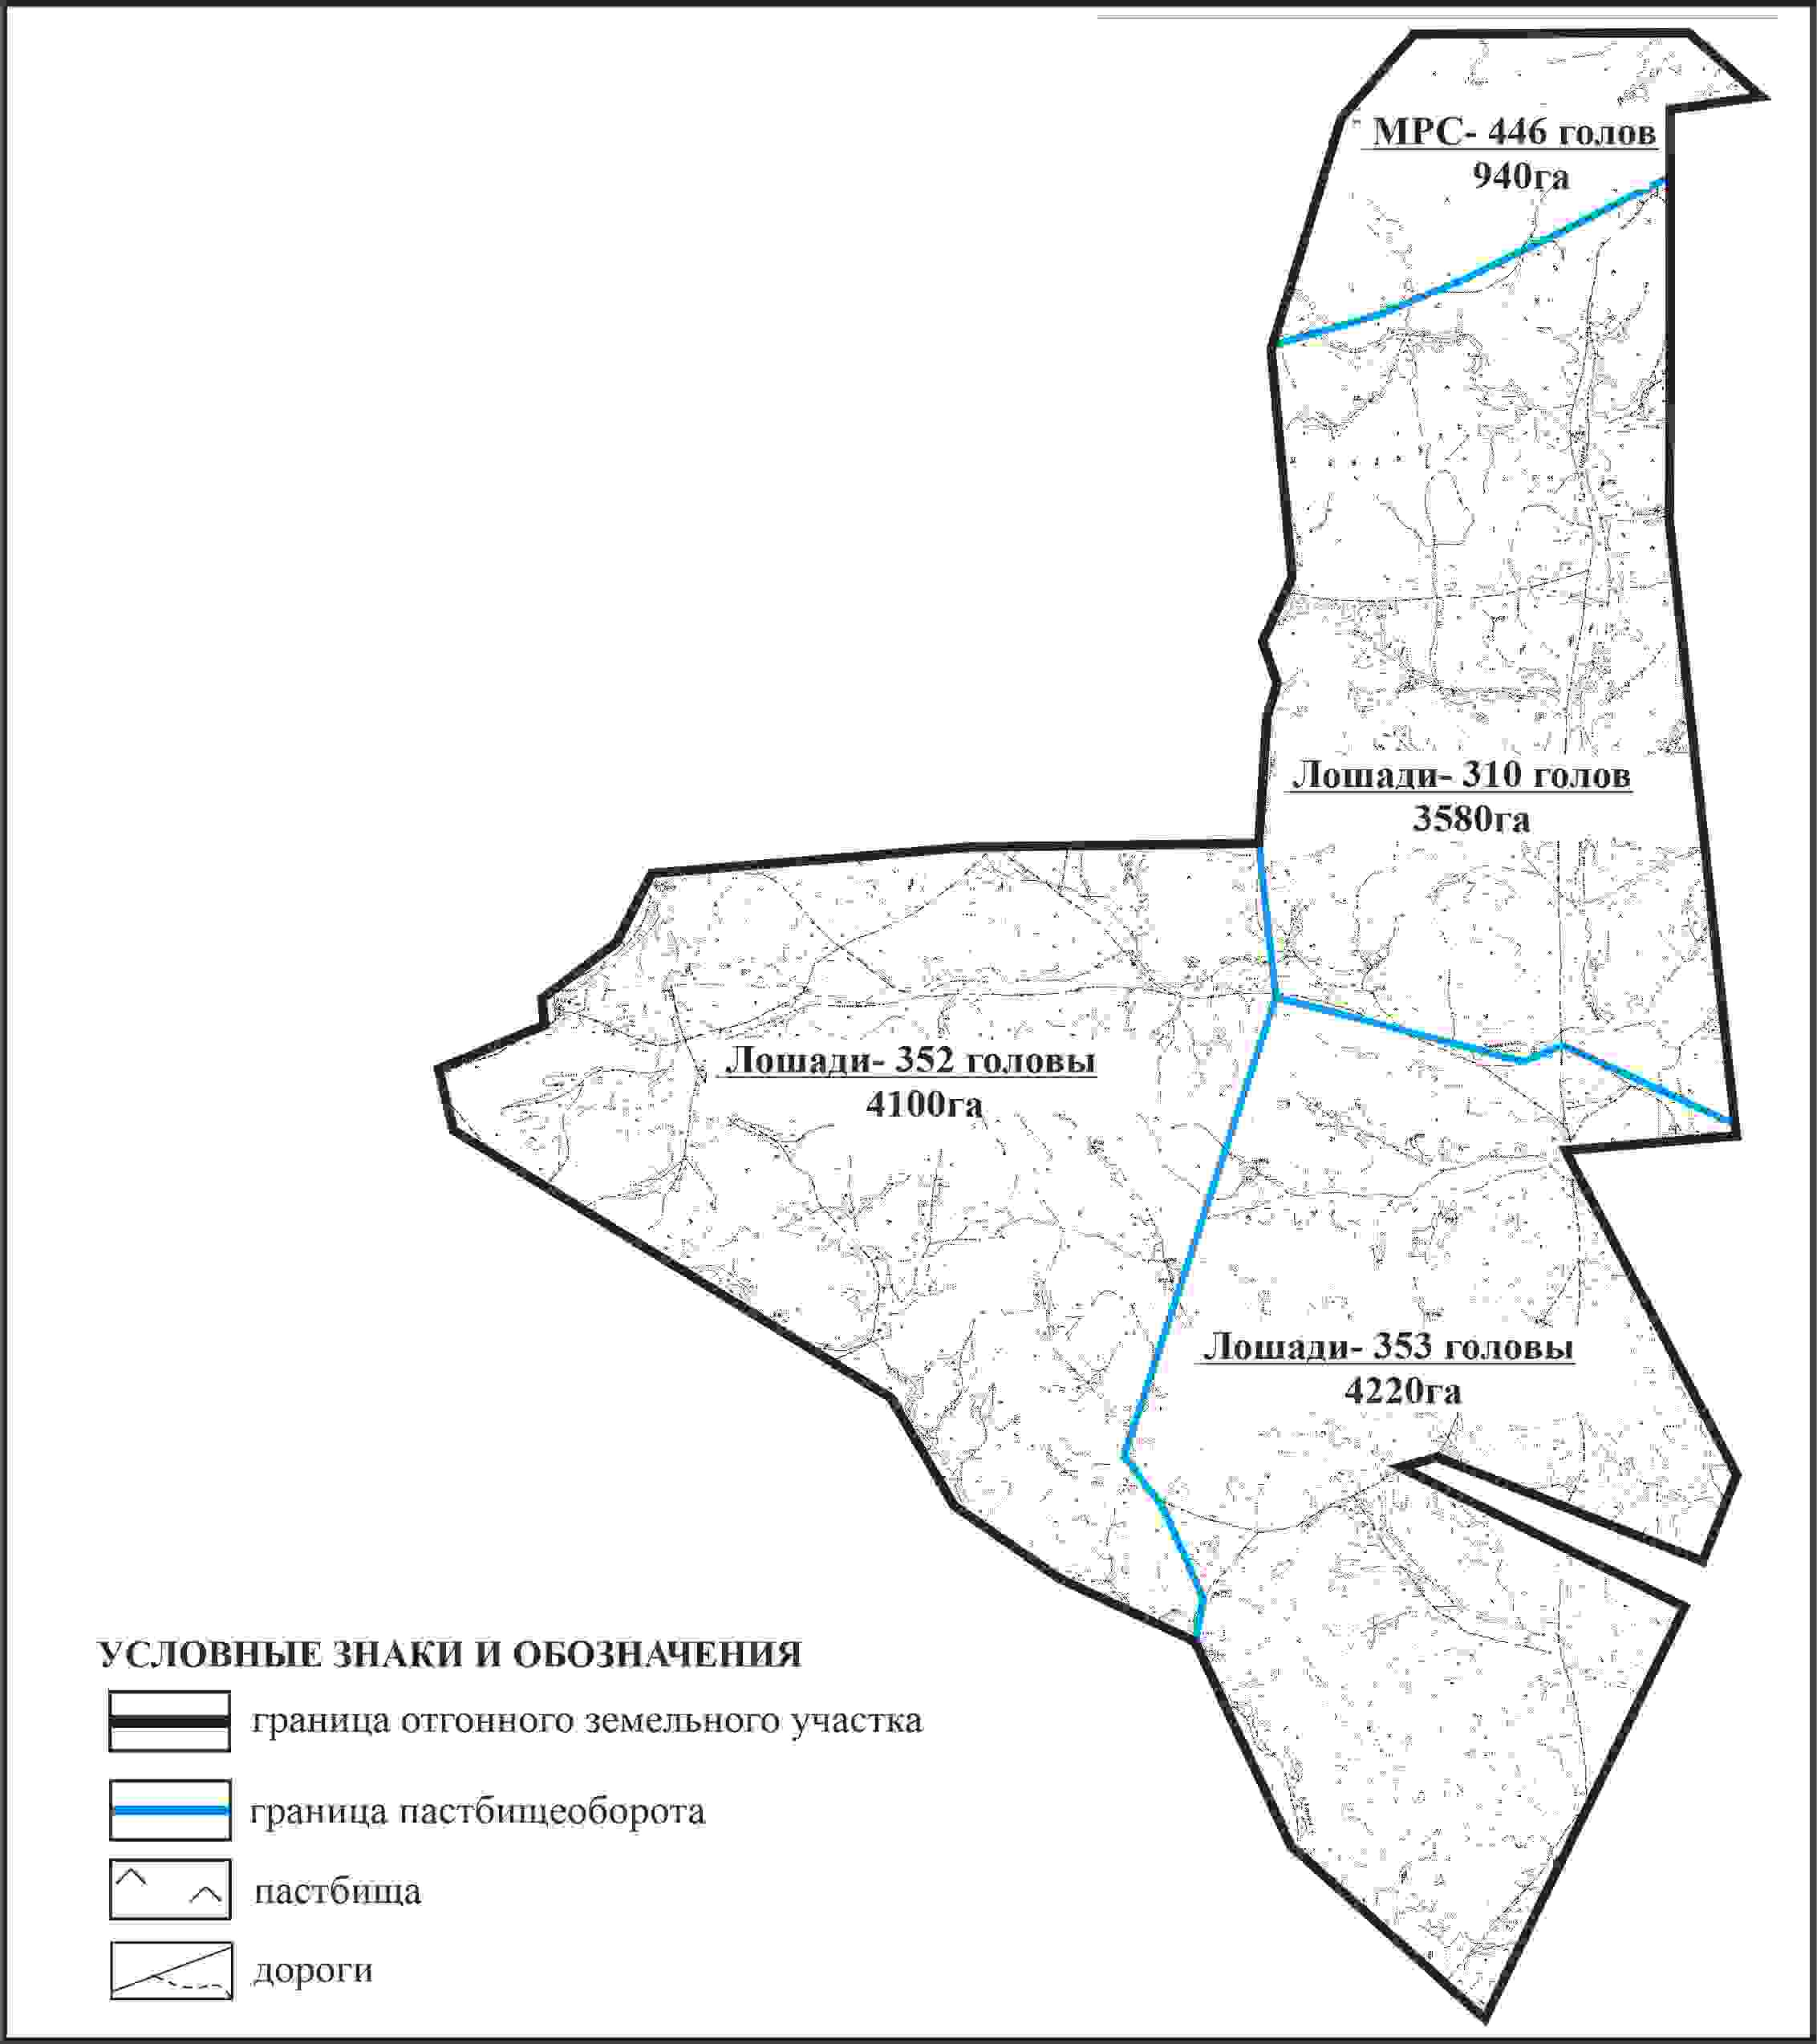 МРС- 446 голов
940га
Лошади- 310 голов
3580га
Лошади- 352 головы
4100га
Лошади- 353 головы
4220га
УСЛОВНЫЕ ЗНАКИ И ОБОЗНАЧЕНИЯ
граница отгонного земельного участка
граница пастбищеоборота
пастбища
дороги